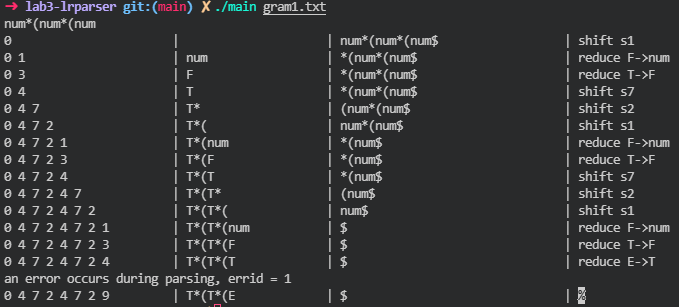 ➜ lab3-lrparser git:(main) ✗ ./main gram1.txt
num*(num*(num
0 | | num*(num*(num$ | shift s1
0 1 | num | *(num*(num$ | reduce F->num
0 3 | F | *(num*(num$ | reduce T->F
0 4 | T | *(num*(num$ | shift s7
0 4 7 | T* | (num*(num$ | shift s2
0 4 7 2 | T*( | num*(num$ | shift s1
0 4 7 2 1 | T*(num | *(num$ | reduce F->num
0 4 7 2 3 | T*(F | *(num$ | reduce T->F
0 4 7 2 4 | T*(T | *(num$ | shift s7
0 4 7 2 4 7 | T*(T* | (num$ | shift s2
0 4 7 2 4 7 2 | T*(T*( | num$ | shift s1
0 4 7 2 4 7 2 1 | T*(T*(num | $ | reduce F->num
0 4 7 2 4 7 2 3 | T*(T*(F | $ | reduce T->F
0 4 7 2 4 7 2 4 | T*(T*(T | $ | reduce E->T
an error occurs during parsing, errid = 1
0 4 7 2 4 7 2 9 | T*(T*(E | $ | %